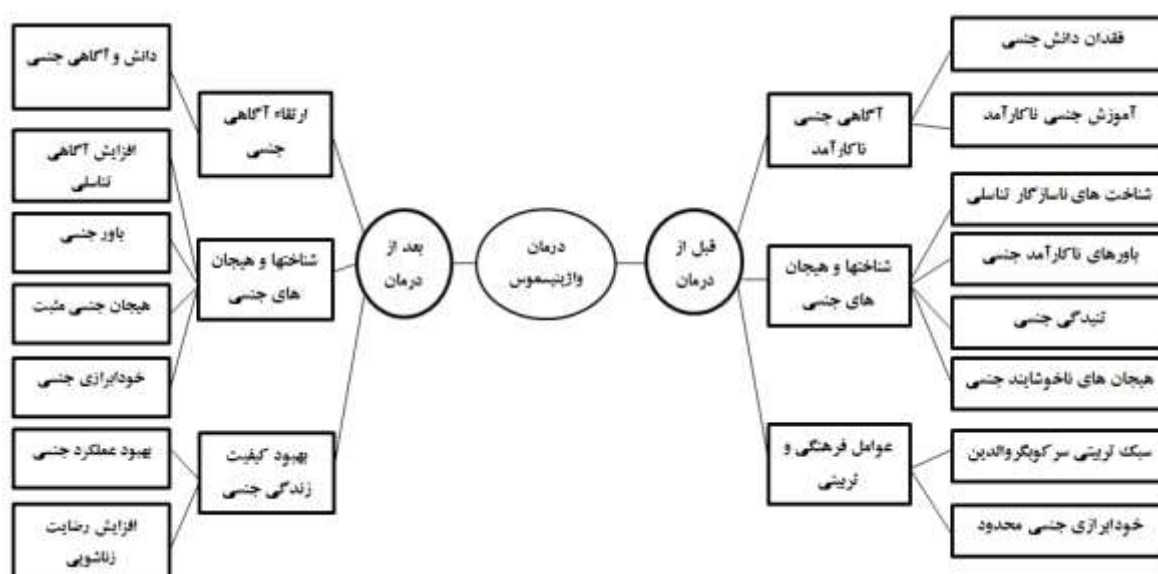 فقدان دانش جنسی
آموزش جنسی ناکارآمد
آگاهی جنسی
ناکارآمد
شناخت های ناسازگار تناسلی
باورهای ناکارآمد جنسی
تنیدگی جنسی
هیجان های ناخوشایند جنسی
شناختها و هیجان
های جنسی
سبک تربیتی سرکوبگروالدین
خودابرازی جنسی محدود
عوامل فرهنگی و
تربیتی
قبل از
درمان
درمان
واژینیسموس
بعد از
درمان
ارتقاء آگاهی
جنسی
دانش و آگاهی جنسی
شناختها و هیجان
های جنسی
افزایش آگاهی
تناسلی
باور جنسی
هیجان جنسی مثبت
خودابرازی جنسی
بهبود کیفیت
زندگی جنسی
بهبود عملکرد جنسی
افزایش رضایت
زناشویی